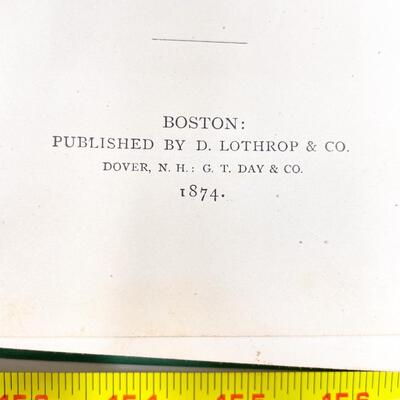 BOSTON:
PUBLISHED BY D. LOTHROP & CO.
DOVER, N. H.: G. T. DAY & CO.
1874.